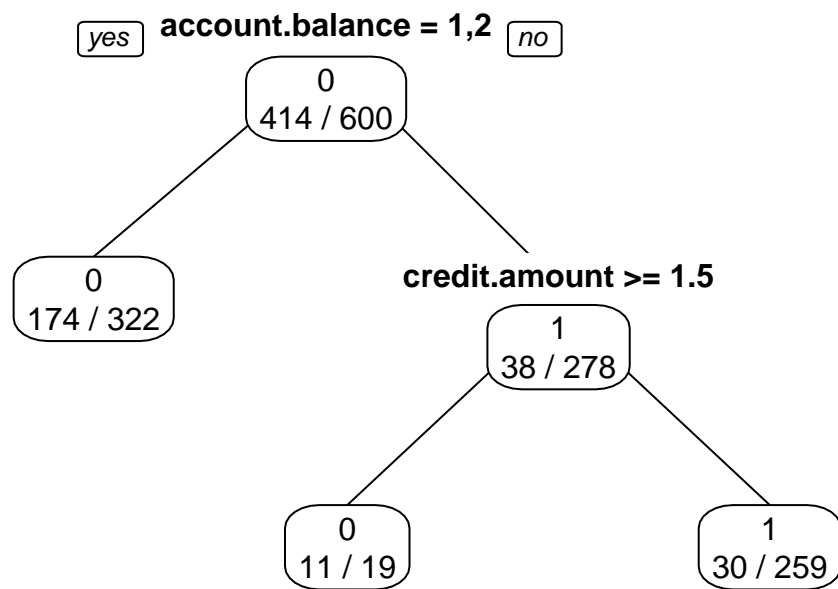 yes account.balance = 1,2 no
0
414 / 600
0
174 / 322
credit.amount >= 1.5
1
38 / 278
0
11 / 19
1
30 / 259